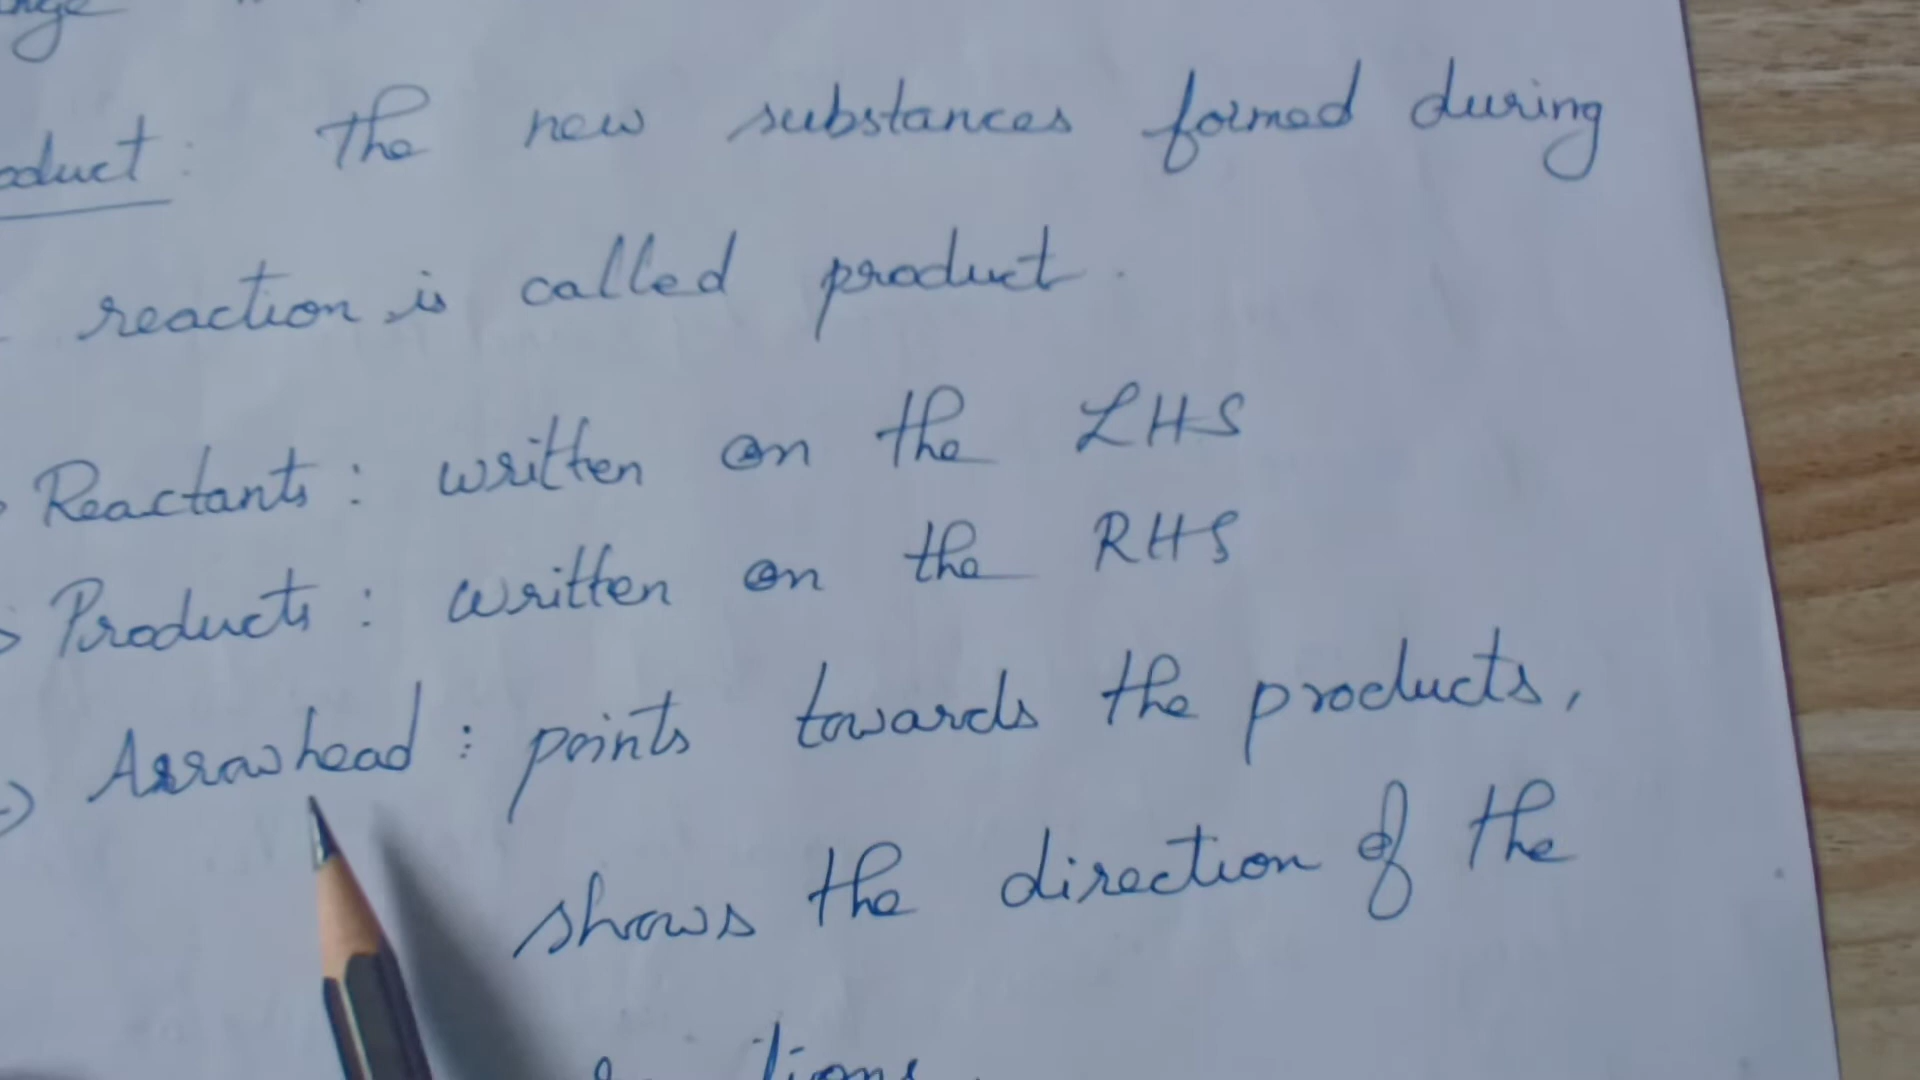 oduct : The new substances formed during
reaction is called product .
Reactants : written on the LHS
Products : written on the RHS
Arrowhead : points towards the products,
shows the direction of the